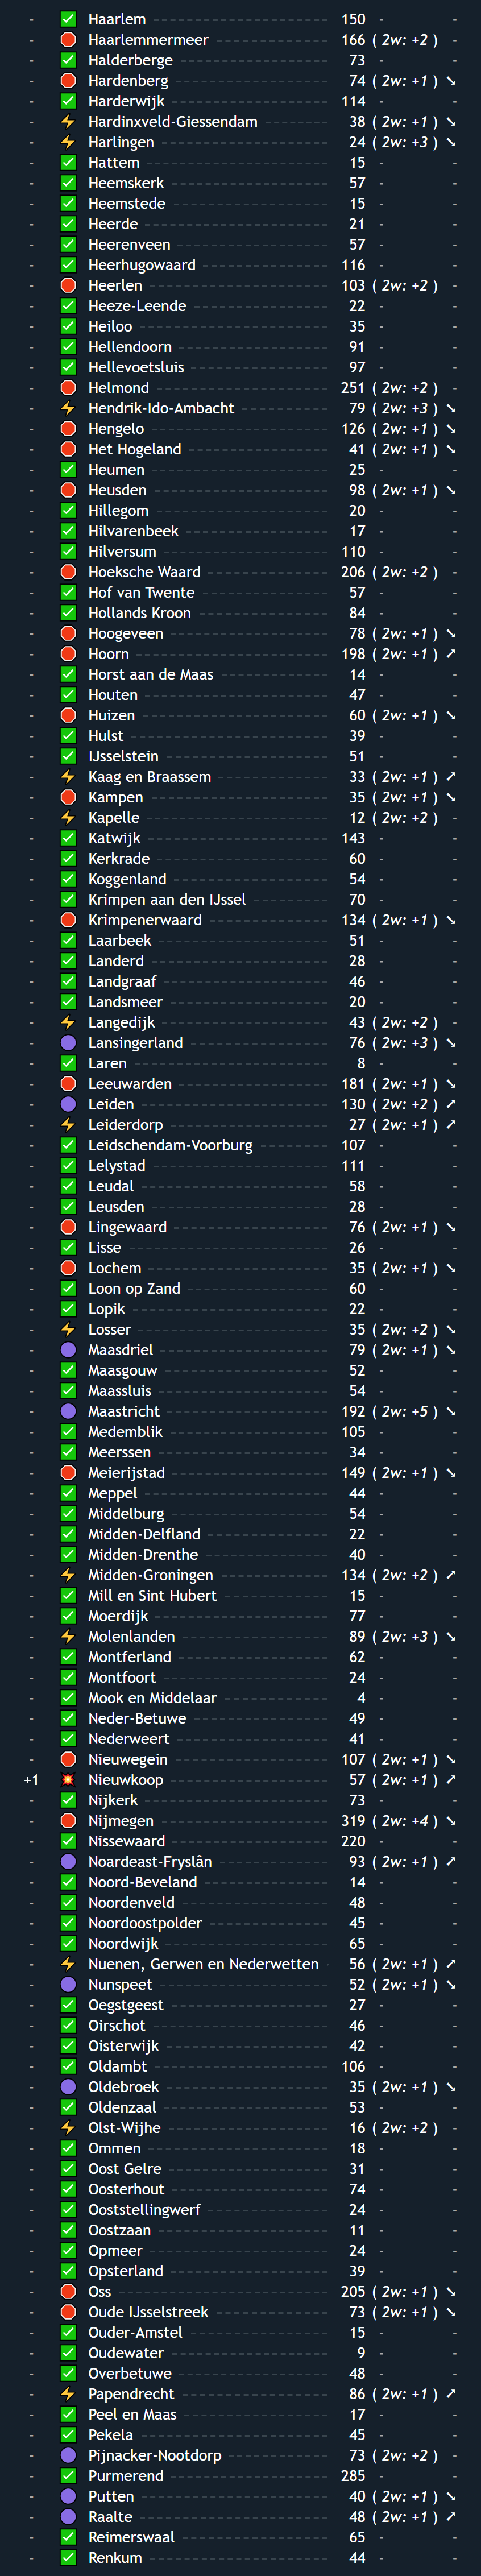 - ✅ Haarlem 150 - -
- 🛑 Haarlemmermeer 166 ( 2w: +2 ) -
- ✅ Halderberge 73 - -
- 🛑 Hardenberg 74 ( 2w: +1 ) ➘
- ✅ Harderwijk 114 - -
- ⚡ Hardinxveld-Giessendam 38 ( 2w: +1 ) ➘
- ⚡ Harlingen 24 ( 2w: +3 ) ➘
- ✅ Hattem 15 - -
- ✅ Heemskerk 57 - -
- ✅ Heemstede 15 - -
- ✅ Heerde 21 - -
- ✅ Heerenveen 57 - -
- ✅ Heerhugowaard 116 - -
- 🛑 Heerlen 103 ( 2w: +2 ) -
- ✅ Heeze-Leende 22 - -
- ✅ Heiloo 35 - -
- ✅ Hellendoorn 91 - -
- ✅ Hellevoetsluis 97 - -
- 🛑 Helmond 251 ( 2w: +2 ) -
- ⚡ Hendrik-Ido-Ambacht 79 ( 2w: +3 ) ➘
- 🛑 Hengelo 126 ( 2w: +1 ) ➘
- 🛑 Het Hogeland 41 ( 2w: +1 ) ➘
- ✅ Heumen 25 - -
- 🛑 Heusden 98 ( 2w: +1 ) ➘
- ✅ Hillegom 20 - -
- ✅ Hilvarenbeek 17 - -
- ✅ Hilversum 110 - -
- 🛑 Hoeksche Waard 206 ( 2w: +2 ) -
- ✅ Hof van Twente 57 - -
- ✅ Hollands Kroon 84 - -
- 🛑 Hoogeveen 78 ( 2w: +1 ) ➘
- 🛑 Hoorn 198 ( 2w: +1 ) ➚
- ✅ Horst aan de Maas 14 - -
- ✅ Houten 47 - -
- 🛑 Huizen 60 ( 2w: +1 ) ➘
- ✅ Hulst 39 - -
- ✅ IJsselstein 51 - -
- ⚡ Kaag en Braassem 33 ( 2w: +1 ) ➚
- 🛑 Kampen 35 ( 2w: +1 ) ➘
- ⚡ Kapelle 12 ( 2w: +2 ) -
- ✅ Katwijk 143 - -
- ✅ Kerkrade 60 - -
- ✅ Koggenland 54 - -
- ✅ Krimpen aan den IJssel 70 - -
- 🛑 Krimpenerwaard 134 ( 2w: +1 ) ➘
- ✅ Laarbeek 51 - -
- ✅ Landerd 28 - -
- ✅ Landgraaf 46 - -
- ✅ Landsmeer 20 - -
- ⚡ Langedijk 43 ( 2w: +2 ) -
- 🟣 Lansingerland 76 ( 2w: +3 ) ➘
- ✅ Laren 8 - -
- 🛑 Leeuwarden 181 ( 2w: +1 ) ➘
- 🟣 Leiden 130 ( 2w: +2 ) ➚
- ⚡ Leiderdorp 27 ( 2w: +1 ) ➚
- ✅ Leidschendam-Voorburg 107 - -
- ✅ Lelystad 111 - -
- ✅ Leudal 58 - -
- ✅ Leusden 28 - -
- 🛑 Lingewaard 76 ( 2w: +1 ) ➘
- ✅ Lisse 26 - -
- 🛑 Lochem 35 ( 2w: +1 ) ➘
- ✅ Loon op Zand 60 - -
- ✅ Lopik 22 - -
- ⚡ Losser 35 ( 2w: +2 ) ➘
- 🟣 Maasdriel 79 ( 2w: +1 ) ➘
- ✅ Maasgouw 52 - -
- ✅ Maassluis 54 - -
- 🟣 Maastricht 192 ( 2w: +5 ) ➘
- ✅ Medemblik 105 - -
- ✅ Meerssen 34 - -
- 🛑 Meierijstad 149 ( 2w: +1 ) ➘
- ✅ Meppel 44 - -
- ✅ Middelburg 54 - -
- ✅ Midden-Delfland 22 - -
- ✅ Midden-Drenthe 40 - -
- ⚡ Midden-Groningen 134 ( 2w: +2 ) ➚
- ✅ Mill en Sint Hubert 15 - -
- ✅ Moerdijk 77 - -
- ⚡ Molenlanden 89 ( 2w: +3 ) ➘
- ✅ Montferland 62 - -
- ✅ Montfoort 24 - -
- ✅ Mook en Middelaar 4 - -
- ✅ Neder-Betuwe 49 - -
- ✅ Nederweert 41 - -
- 🛑 Nieuwegein 107 ( 2w: +1 ) ➘
+1 💥 Nieuwkoop 57 ( 2w: +1 ) ➚
- ✅ Nijkerk 73 - -
- 🛑 Nijmegen 319 ( 2w: +4 ) ➘
- ✅ Nissewaard 220 - -
- 🟣 Noardeast-Fryslân 93 ( 2w: +1 ) ➚
- ✅ Noord-Beveland 14 - -
- ✅ Noordenveld 48 - -
- ✅ Noordoostpolder 45 - -
- ✅ Noordwijk 65 - -
- ⚡ Nuenen, Gerwen en Nederwetten 56 ( 2w: +1 ) ➚
- 🟣 Nunspeet 52 ( 2w: +1 ) ➘
- ✅ Oegstgeest 27 - -
- ✅ Oirschot 46 - -
- ✅ Oisterwijk 42 - -
- ✅ Oldambt 106 - -
- 🟣 Oldebroek 35 ( 2w: +1 ) ➘
- ✅ Oldenzaal 53 - -
- ⚡ Olst-Wijhe 16 ( 2w: +2 ) -
- ✅ Ommen 18 - -
- ✅ Oost Gelre 31 - -
- ✅ Oosterhout 74 - -
- ✅ Ooststellingwerf 24 - -
- ✅ Oostzaan 11 - -
- ✅ Opmeer 24 - -
- ✅ Opsterland 39 - -
- 🛑 Oss 205 ( 2w: +1 ) ➘
- 🛑 Oude IJsselstreek 73 ( 2w: +1 ) ➘
- ✅ Ouder-Amstel 15 - -
- ✅ Oudewater 9 - -
- ✅ Overbetuwe 48 - -
- ⚡ Papendrecht 86 ( 2w: +1 ) ➚
- ✅ Peel en Maas 17 - -
- ✅ Pekela 45 - -
- 🟣 Pijnacker-Nootdorp 73 ( 2w: +2 ) -
- ✅ Purmerend 285 - -
- 🟣 Putten 40 ( 2w: +1 ) ➘
- 🟣 Raalte 48 ( 2w: +1 ) ➚
- ✅ Reimerswaal 65 - -
- ✅ Renkum 44 - -